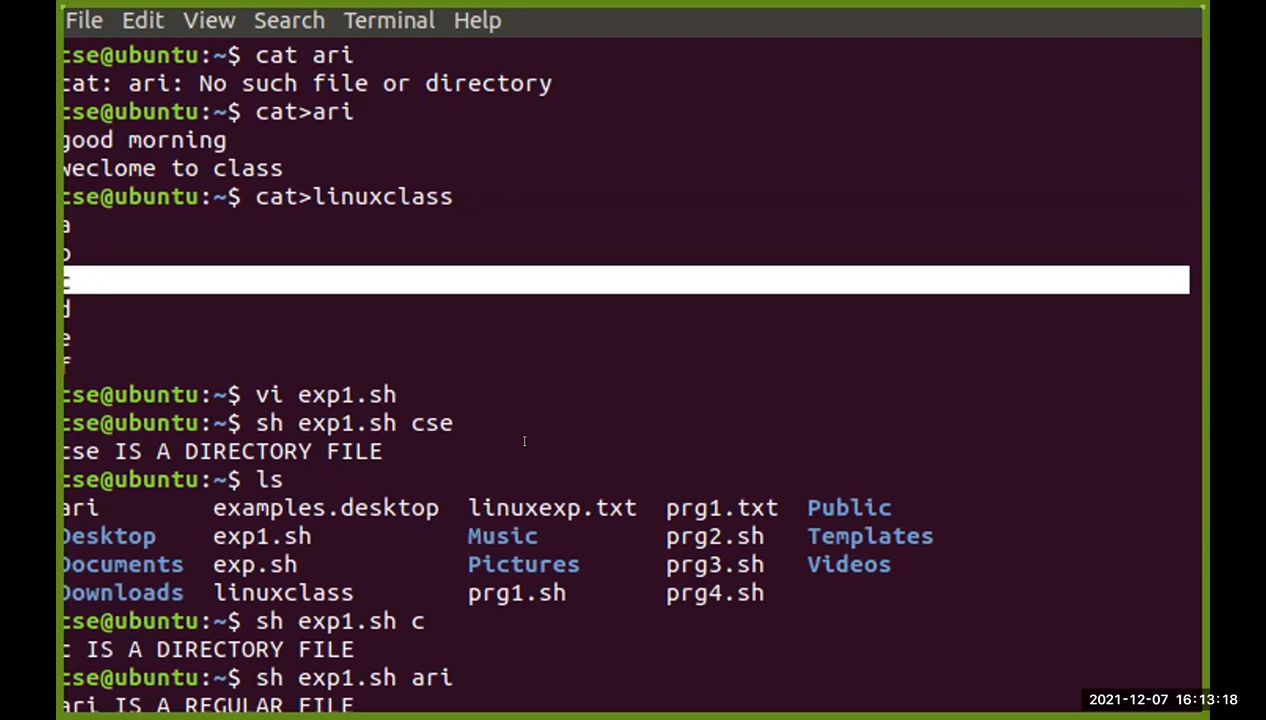 File Edit View Search Terminal Help
cse@ubuntu:~$ cat ari
cat: ari: No such file or directory
cse@ubuntu:~$ cat>ari
good morning
weclome to class
cse@ubuntu:~$ cat>linuxclass
a
b
c
d
e
f
cse@ubuntu:~$ vi exp1.sh
cse@ubuntu:~$ sh exp1.sh cse
cse IS A DIRECTORY FILE
cse@ubuntu:~$ ls
ari examples.desktop linuxexp.txt prg1.txt Public
Desktop exp1.sh Music prg2.sh Templates
Documents exp.sh Pictures prg3.sh Videos
Downloads linuxclass prg1.sh prg4.sh
cse@ubuntu:~$ sh exp1.sh c
c IS A DIRECTORY FILE
cse@ubuntu:~$ sh exp1.sh ari
ari IS A REGULAR FILE
2021-12-07 16:13:18